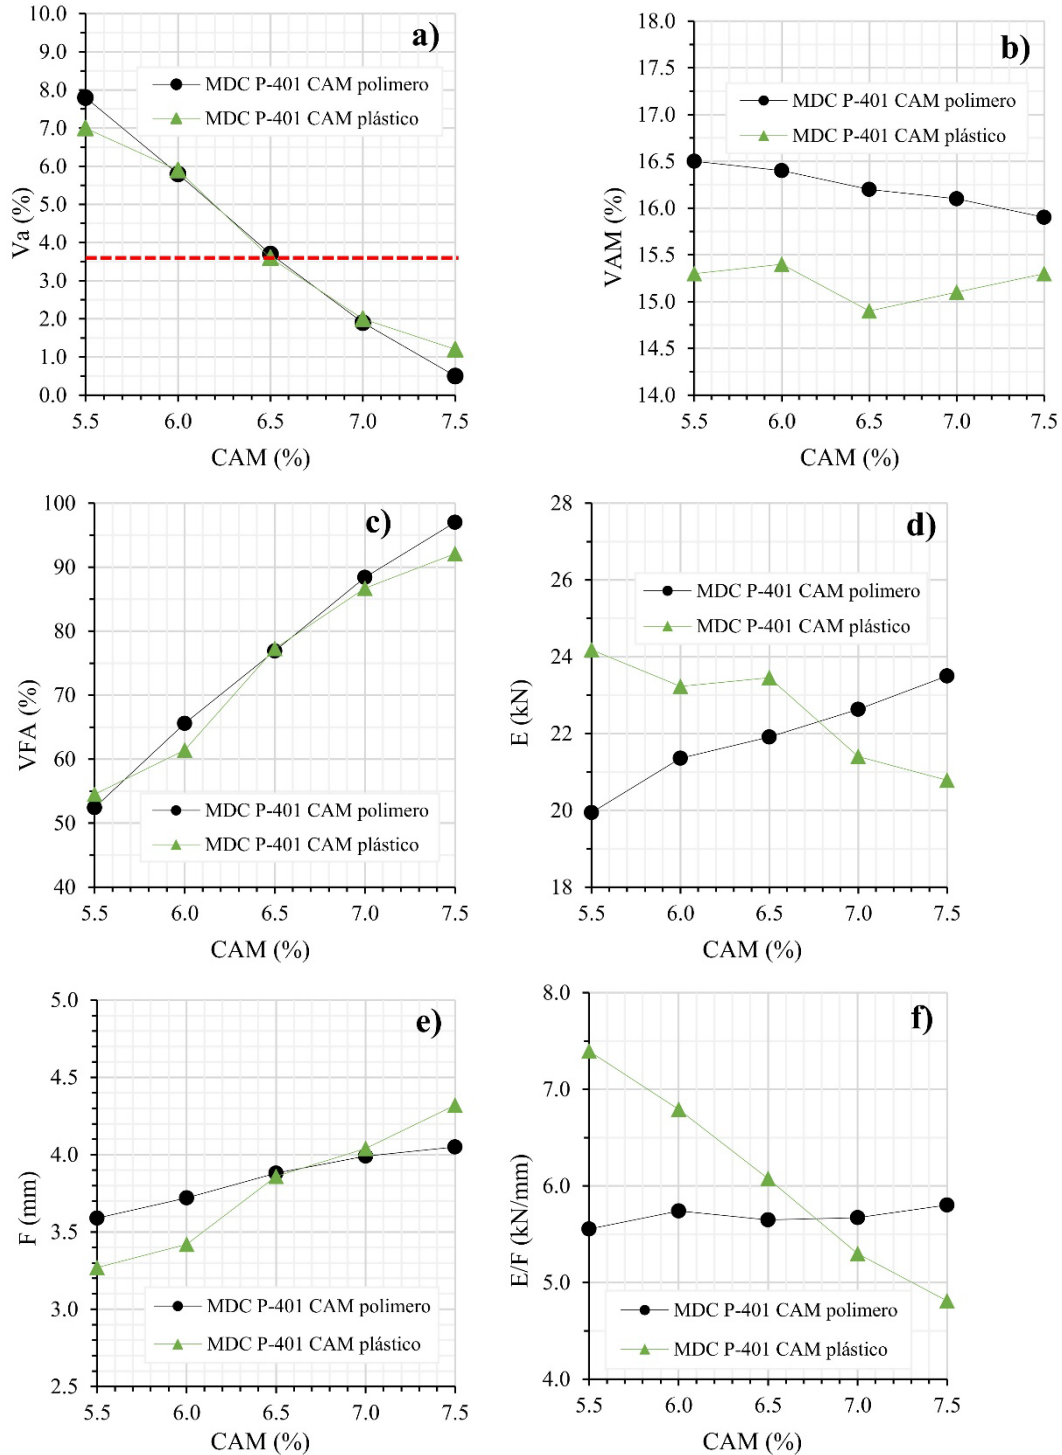 a)
10.0
9.0
8.0
7.0
6.0
5.0
4.0
3.0
2.0
1.0
0.0
Va (%)
MDC P-401 CAM polimero
MDC P-401 CAM plástico
5.5 6.0 6.5 7.0 7.5
CAM (%)
b)
18.0
17.5
17.0
16.5
16.0
15.5
15.0
14.5
14.0
VAM (%)
MDC P-401 CAM polimero
MDC P-401 CAM plástico
5.5 6.0 6.5 7.0 7.5
CAM (%)
c)
100
90
80
70
60
50
40
VFA (%)
MDC P-401 CAM polimero
MDC P-401 CAM plástico
5.5 6.0 6.5 7.0 7.5
CAM (%)
d)
28
26
24
22
20
18
E (kN)
MDC P-401 CAM polimero
MDC P-401 CAM plástico
5.5 6.0 6.5 7.0 7.5
CAM (%)
e)
5.0
4.5
4.0
3.5
3.0
2.5
F (mm)
MDC P-401 CAM polimero
MDC P-401 CAM plástico
5.5 6.0 6.5 7.0 7.5
CAM (%)
f)
8.0
7.0
6.0
5.0
4.0
E/F (kN/mm)
MDC P-401 CAM polimero
MDC P-401 CAM plástico
5.5 6.0 6.5 7.0 7.5
CAM (%)